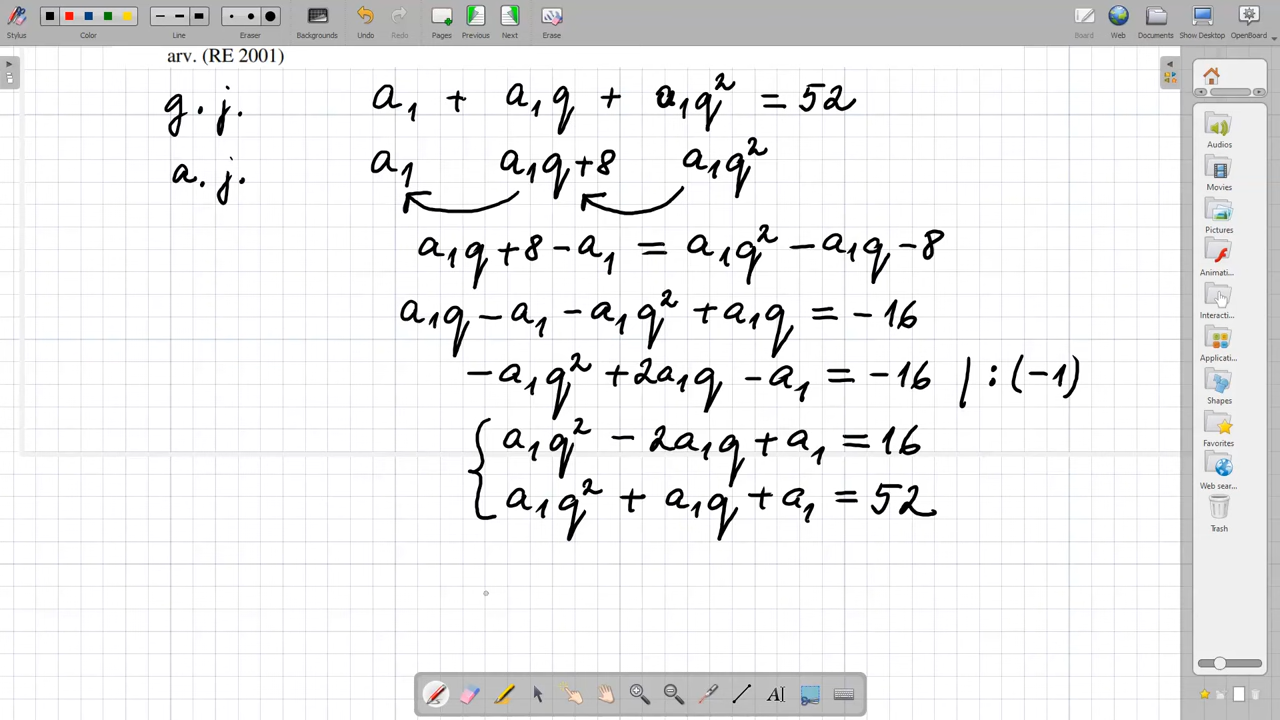 Stylus Color Eraser Backgrounds Undo Redo Pages Previous Next Erase Board Web Documents Show Desktop OpenBoard
arv. (RE 2001)
g. j. a₁ + a₁q + a₁q² = 52
a. j. a₁ a₁q+8 a₁q²
a₁q+8-a₁ = a₁q²-a₁q-8
a₁q-a₁-a₁q²+a₁q = -16
-a₁q²+2a₁q-a₁ = -16 | : (-1)
a₁q² - 2a₁q + a₁ = 16
a₁q² + a₁q + a₁ = 52
Audios
Movies
Pictures
Animati...
Interacti...
Applicati...
Shapes
Favorites
Web sear...
Trash
AI